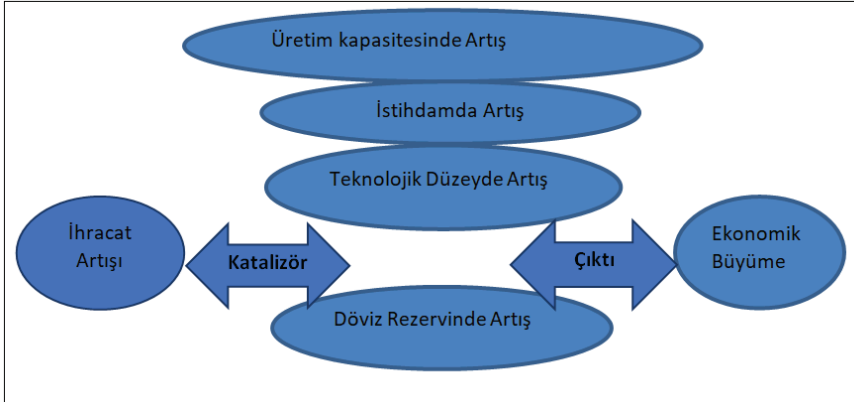 Üretim kapasitesinde Artış
İstihdamda Artış
Teknolojik Düzeyde Artış
İhracat
Artışı
Katalizör
Çıktı
Ekonomik
Büyüme
Döviz Rezervinde Artış